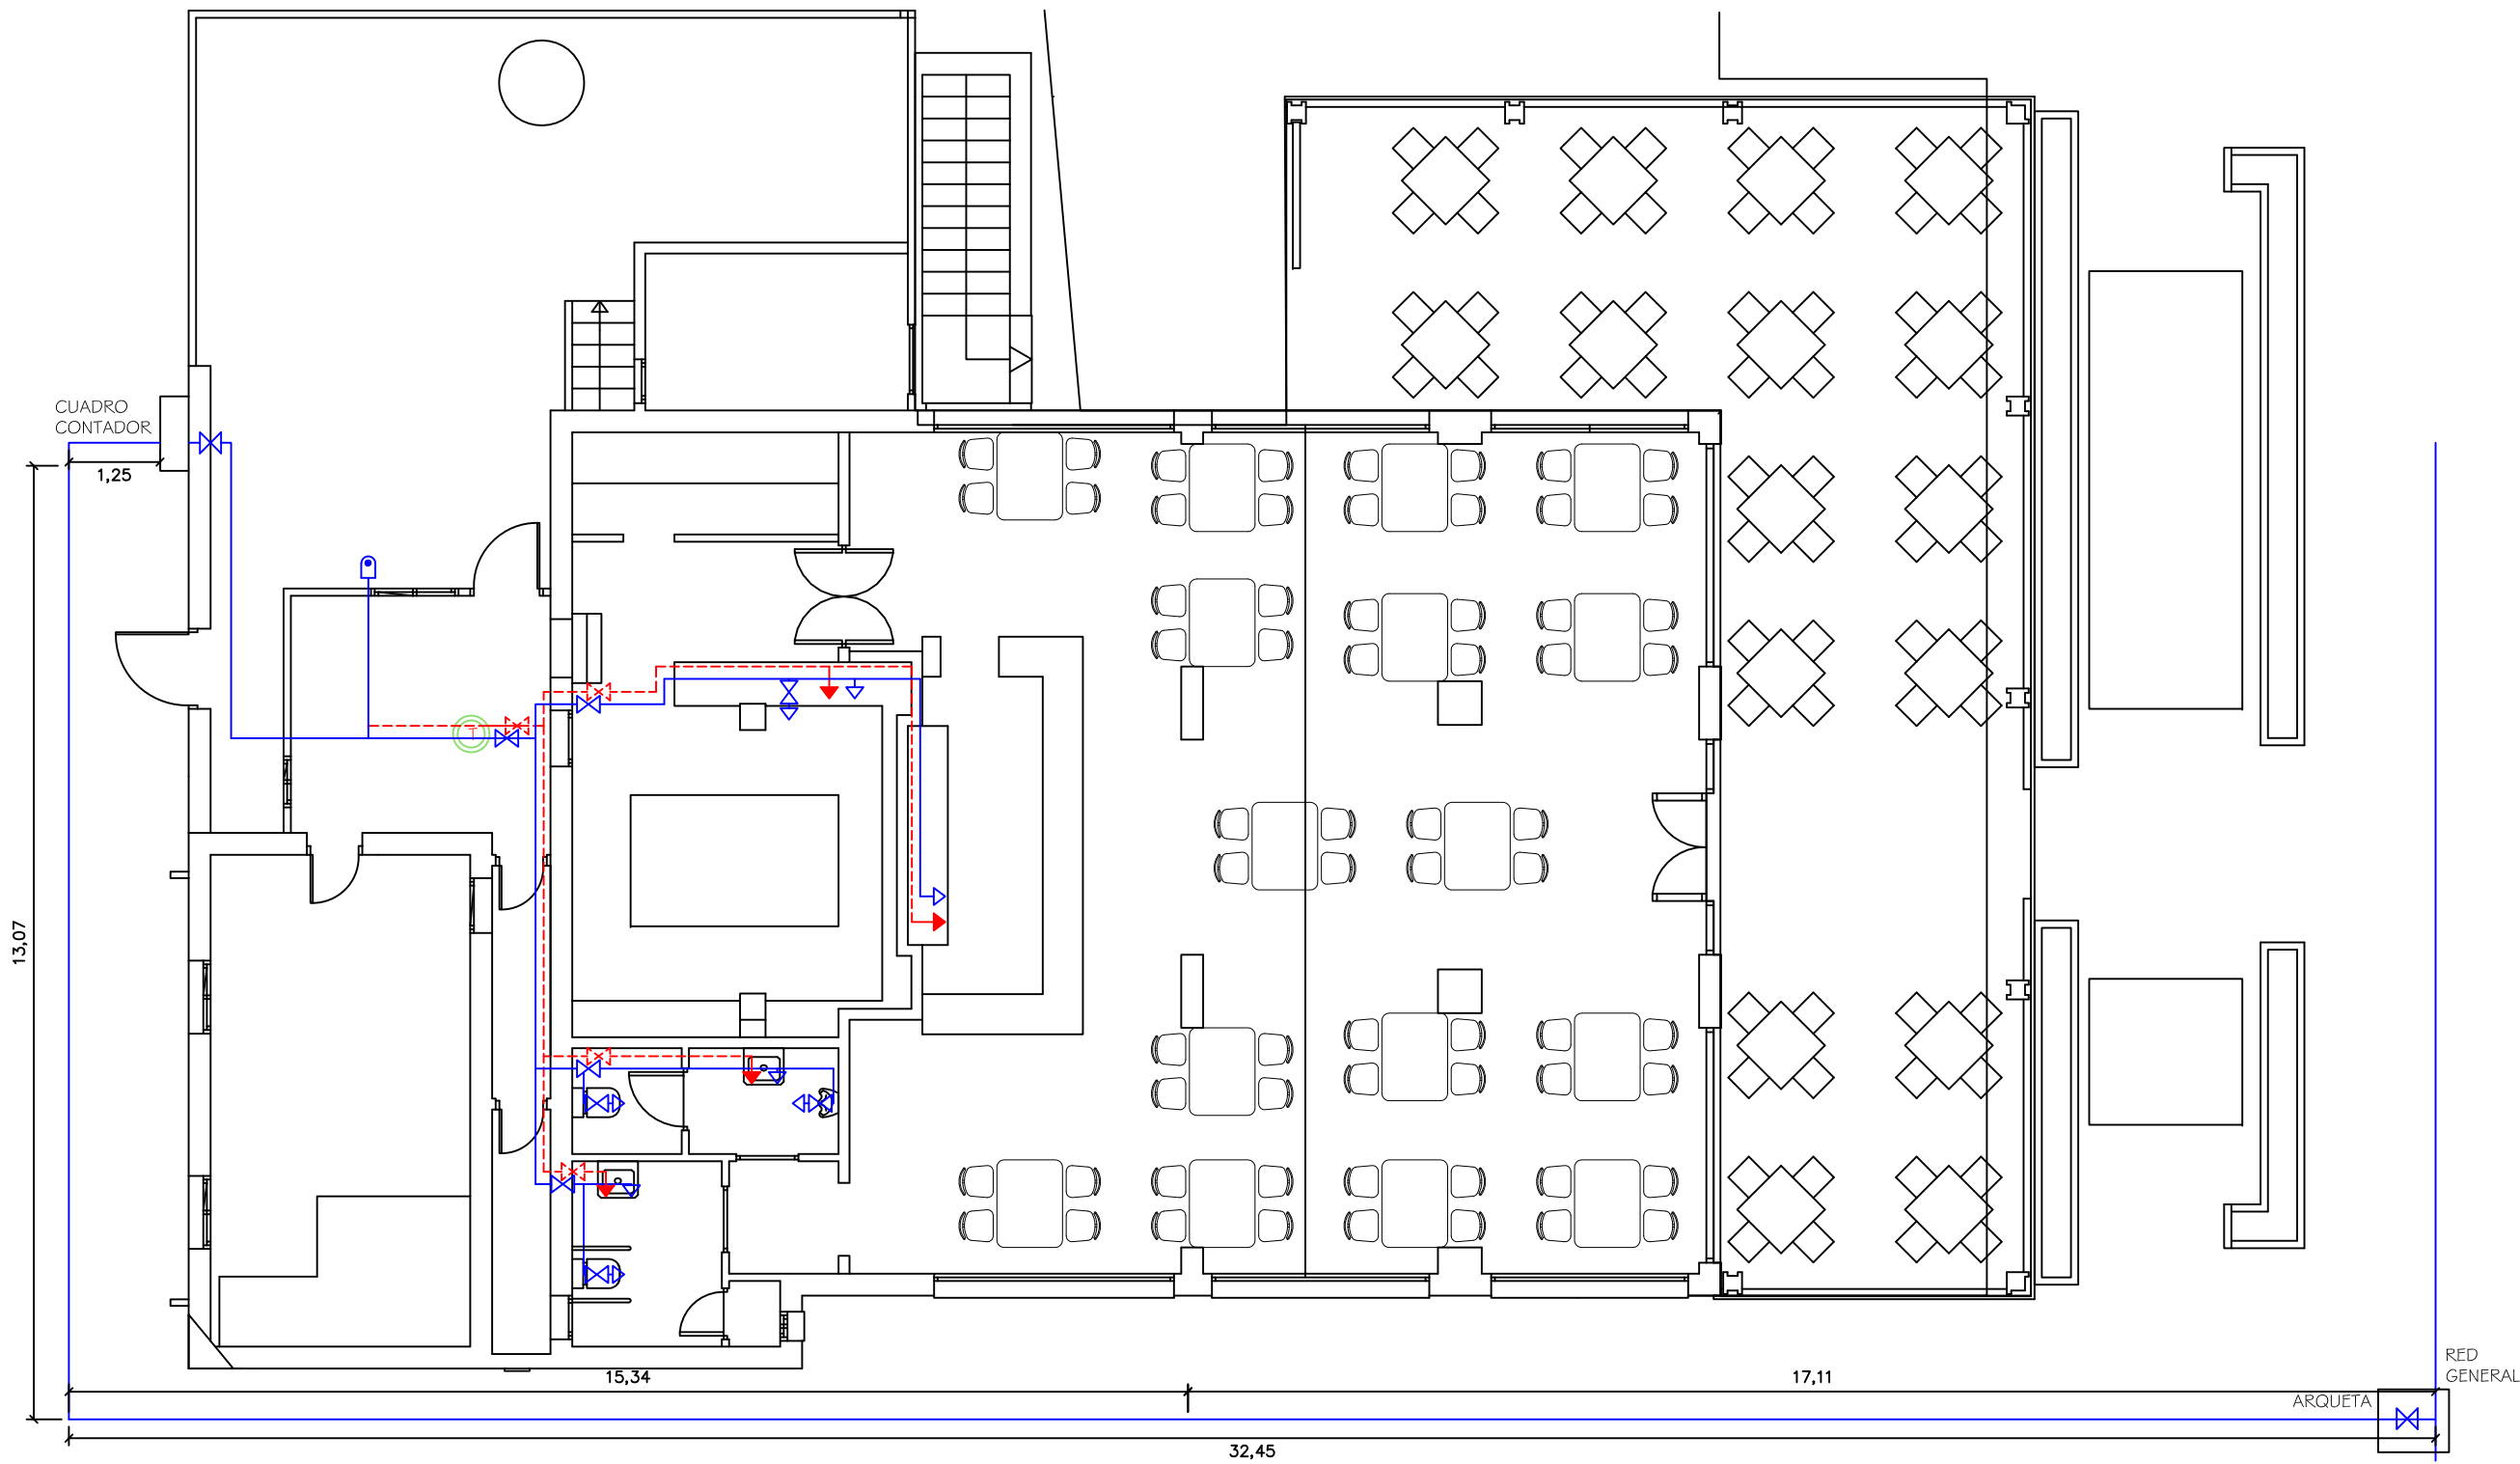 CUADRO
CONTADOR
1,25
T
13,07
15,34
17,11
RED
GENERAL
ARQUETA
32,45